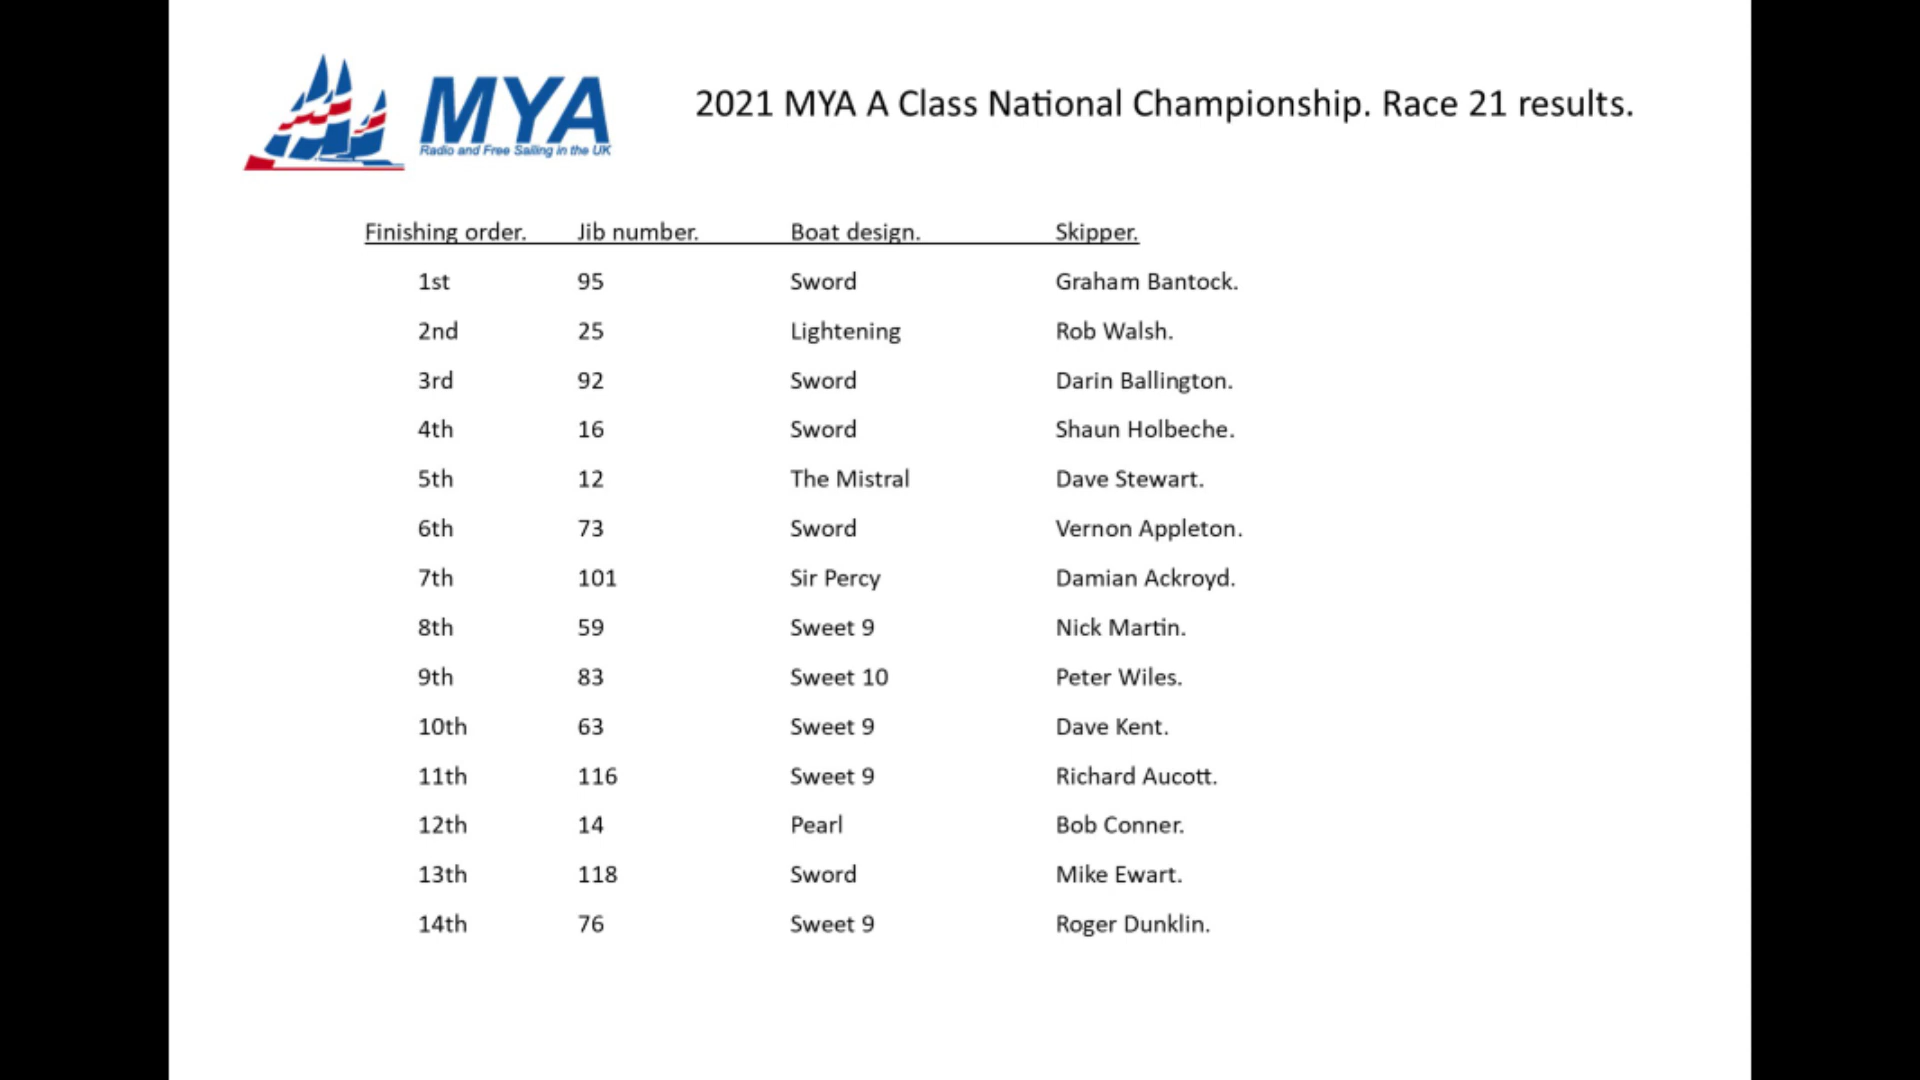 MYA
Radio and Free Sailing in the UK
2021 MYA A Class National Championship. Race 21 results.
Finishing order. Jib number. Boat design. Skipper.
1st 95 Sword Graham Bantock.
2nd 25 Lightening Rob Walsh.
3rd 92 Sword Darin Ballington.
4th 16 Sword Shaun Holbeche.
5th 12 The Mistral Dave Stewart.
6th 73 Sword Vernon Appleton.
7th 101 Sir Percy Damian Ackroyd.
8th 59 Sweet 9 Nick Martin.
9th 83 Sweet 10 Peter Wiles.
10th 63 Sweet 9 Dave Kent.
11th 116 Sweet 9 Richard Aucott.
12th 14 Pearl Bob Conner.
13th 118 Sword Mike Ewart.
14th 76 Sweet 9 Roger Dunklin.